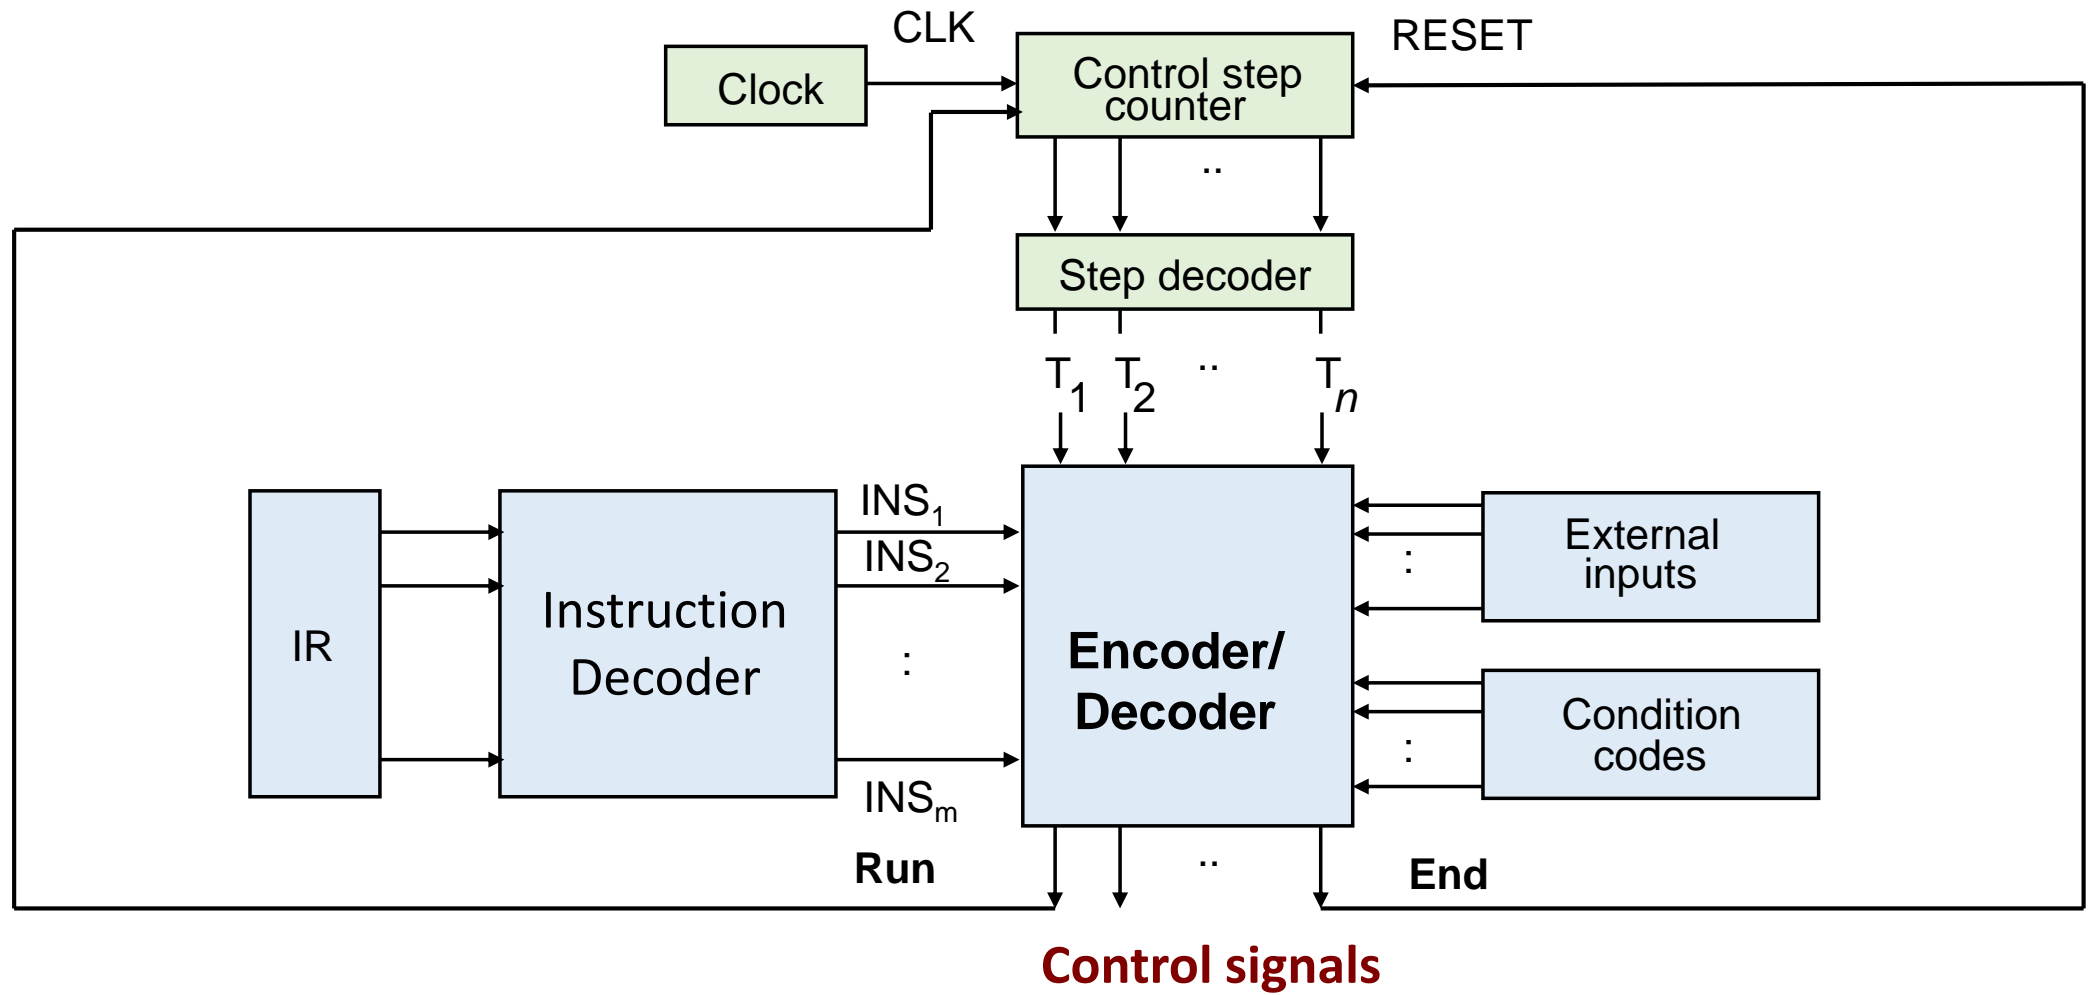 CLK
RESET
Clock
Control step
counter
..
Step decoder
T1 T2 .. Tn
INS1
INS2
:
INSm
IR
Instruction
Decoder
Encoder/
Decoder
External
inputs
:
Condition
codes
:
Run
..
End
Control signals